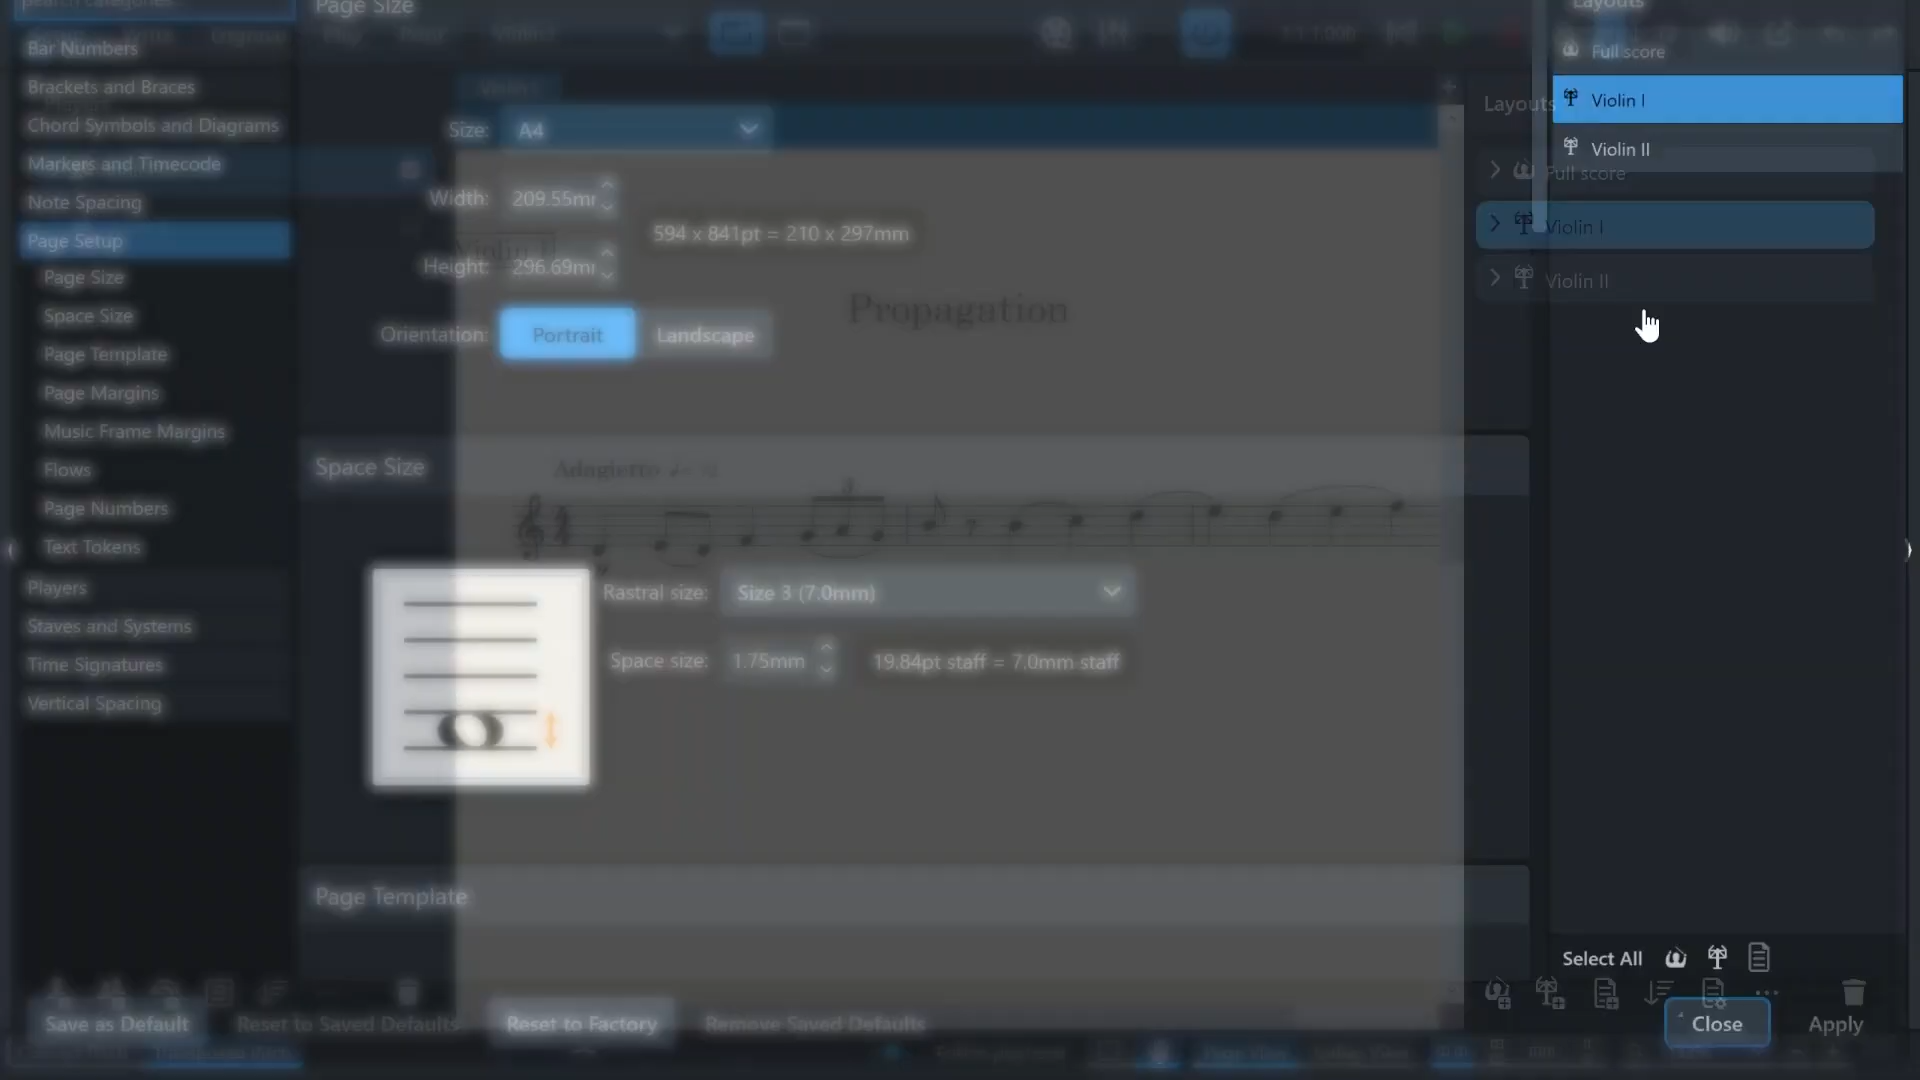 Page Size
Layouts
Bar Numbers
Full score
Brackets and Braces
Violin I
Layouts
Chord Symbols and Diagrams
Size: A4
Violin II
Markers and Timecode
Full score
Note Spacing
Width:
594 x 841pt = 210 x 297mm
Violin I
Page Setup
Height:
Page Size
Violin II
Space Size
Orientation: Portrait Landscape
Propagation
Page Template
Page Margins
Music Frame Margins
Flows
Space Size
Adagietto
3
Page Numbers
Text Tokens
Players
Rastral size: Size 3 (7.0mm)
Staves and Systems
Time Signatures
Space size: 1.75mm 19.84pt staff = 7.0mm staff
Vertical Spacing
Page Template
Select All
Save as Default
Reset to Saved Defaults
Reset to Factory
Remove Saved Defaults
Close
Apply